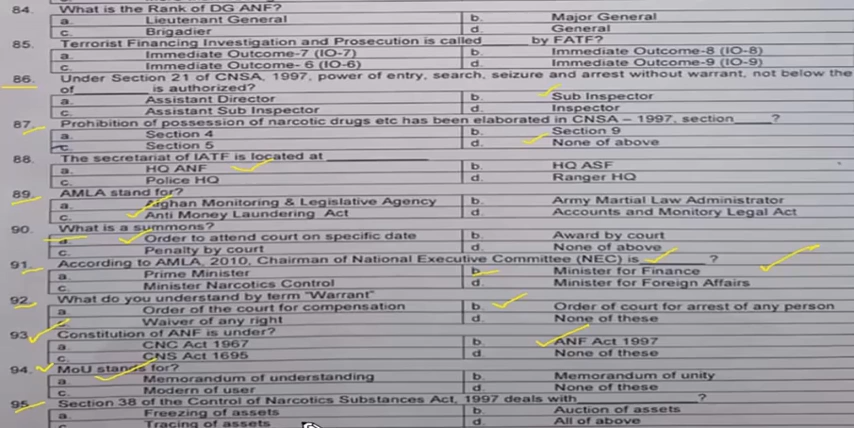 84. What is the Rank of DG ANF?
a. Lieutenant General b. Major General
c. Brigadier d. General
85. Terrorist Financing Investigation and Prosecution is called____ by FATF?
a. Immediate Outcome-7 (IO-7) b. Immediate Outcome-8 (IO-8)
c. Immediate Outcome- 6 (IO-6) d. Immediate Outcome-9 (IO-9)
86. Under Section 21 of CNSA, 1997, power of entry, search, seizure and arrest without warrant, not below the
of________ is authorized?
a. Assistant Director b. Sub Inspector
c. Assistant Sub Inspector d. Inspector
87. Prohibition of possession of narcotic drugs etc has been elaborated in CNSA – 1997, section____?
a. Section 4 b. Section 9
c. Section 5 d. None of above
88. The secretariat of IATF is located at ____________
a. HQ ANF b. HQ ASF
c. Police HQ d. Ranger HQ
89. AMLA stand for?
a. Afghan Monitoring & Legislative Agency b. Army Martial Law Administrator
c. Anti Money Laundering Act d. Accounts and Monitory Legal Act
90. What is a summons?
a. Order to attend court on specific date b. Award by court
c. Penalty by court d. None of above
91. According to AMLA, 2010, Chairman of National Executive Committee (NEC) is ________ ?
a. Prime Minister b. Minister for Finance
c. Minister Narcotics Control d. Minister for Foreign Affairs
92. What do you understand by term "Warrant"
a. Order of the court for compensation b. Order of court for arrest of any person
c. Waiver of any right d. None of these
93. Constitution of ANF is under?
a. CNC Act 1967 b. ANF Act 1997
c. CNS Act 1695 d. None of these
94. MoU stands for?
a. Memorandum of understanding b. Memorandum of unity
c. Modern of user d. None of these
95. Section 38 of the Control of Narcotics Substances Act, 1997 deals with______________?
a. Freezing of assets b. Auction of assets
c. Tracing of assets d. All of above